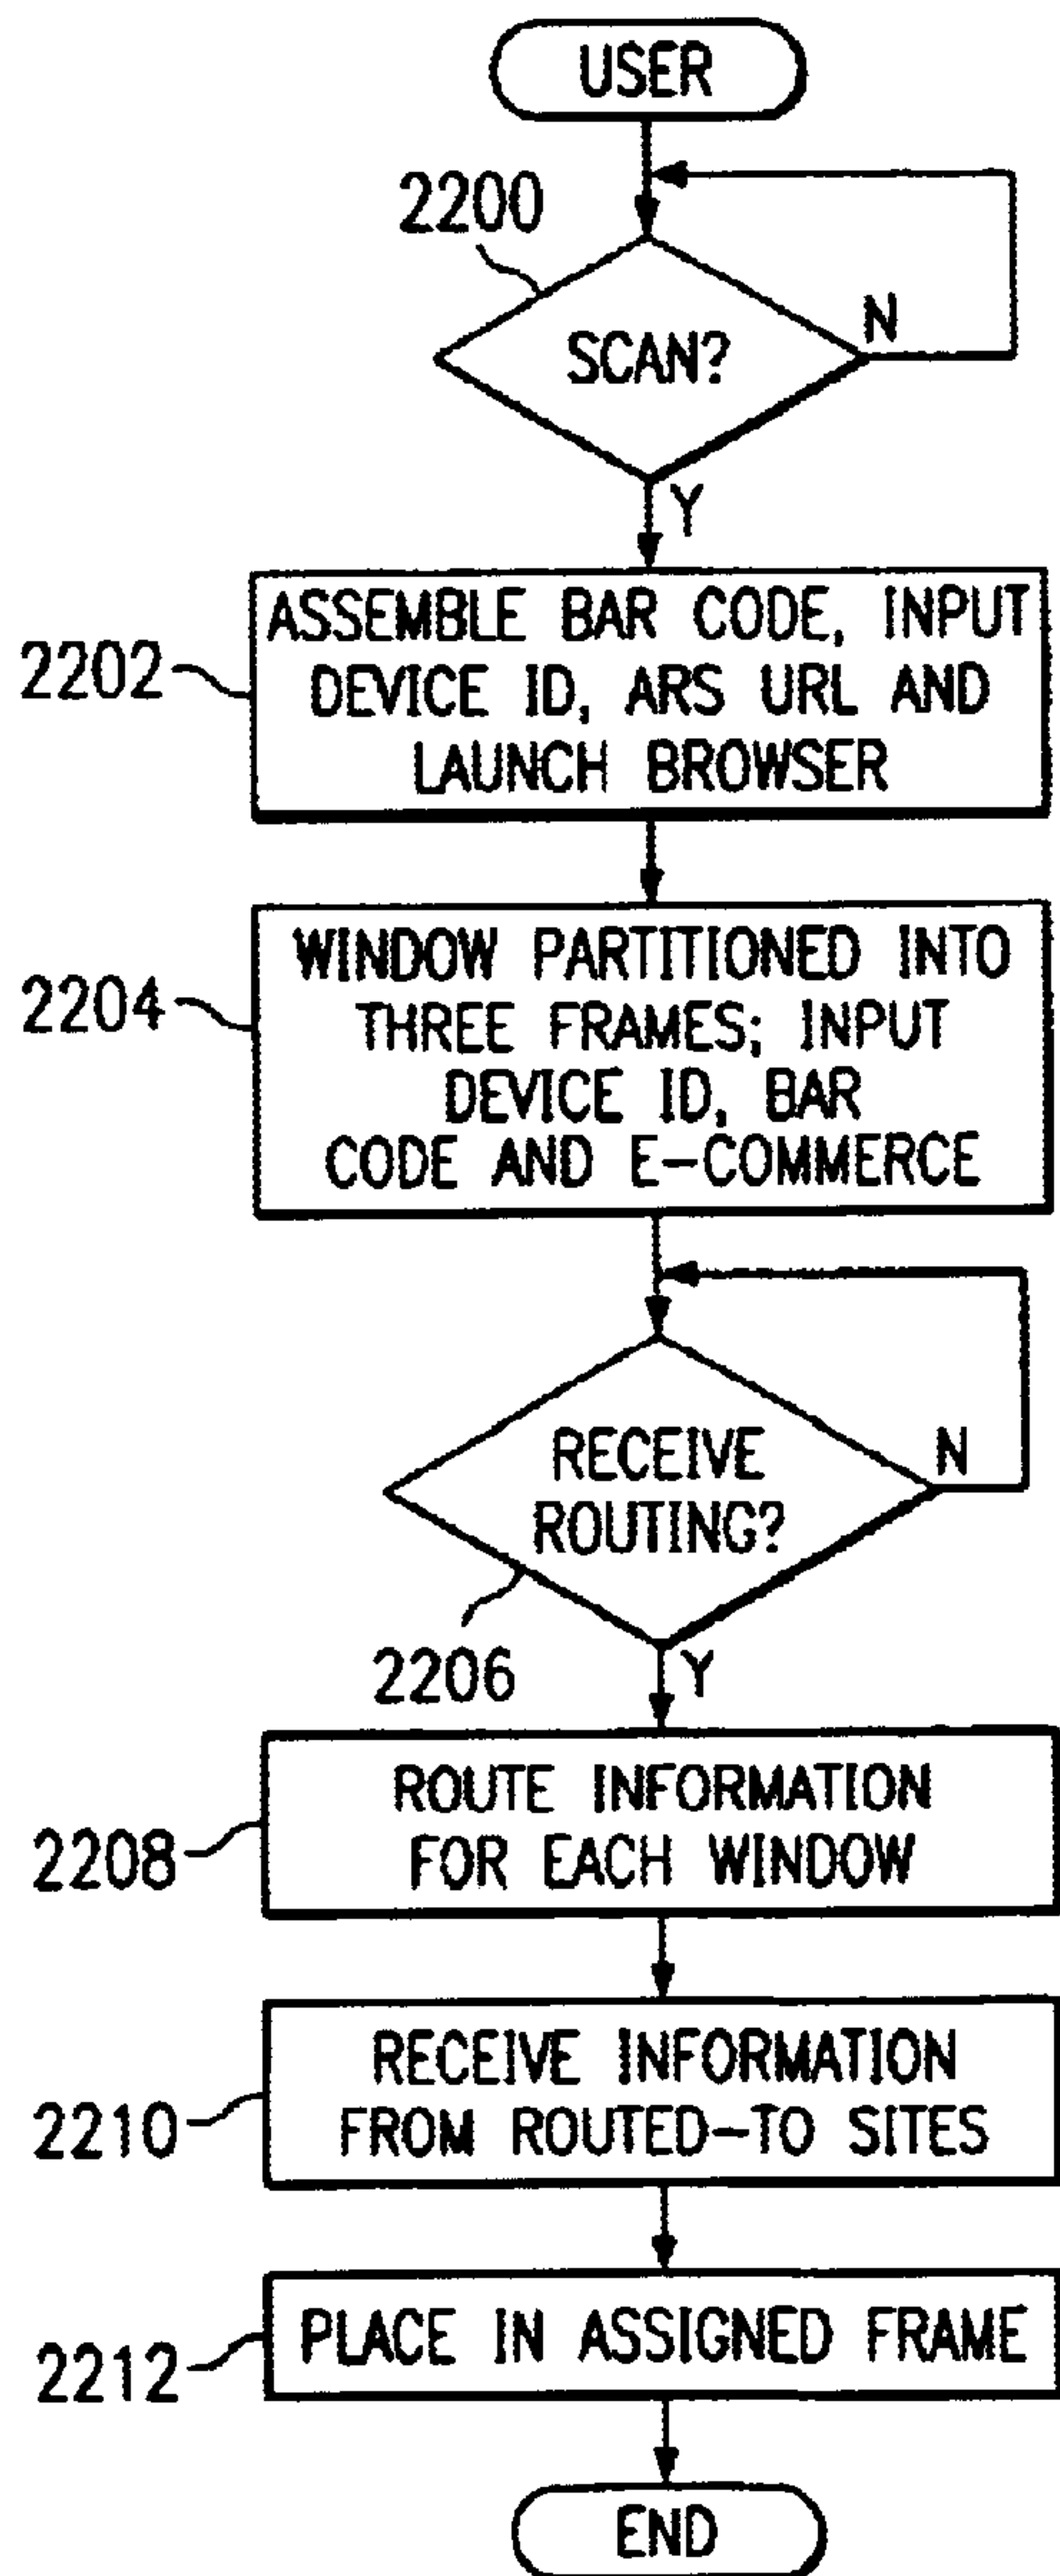 USER
2200
SCAN?
N
Y
2202
ASSEMBLE BAR CODE, INPUT
DEVICE ID, ARS URL AND
LAUNCH BROWSER
2204
WINDOW PARTITIONED INTO
THREE FRAMES; INPUT
DEVICE ID, BAR
CODE AND E-COMMERCE
RECEIVE
ROUTING?
N
2206
Y
2208
ROUTE INFORMATION
FOR EACH WINDOW
2210
RECEIVE INFORMATION
FROM ROUTED-TO SITES
2212
PLACE IN ASSIGNED FRAME
END